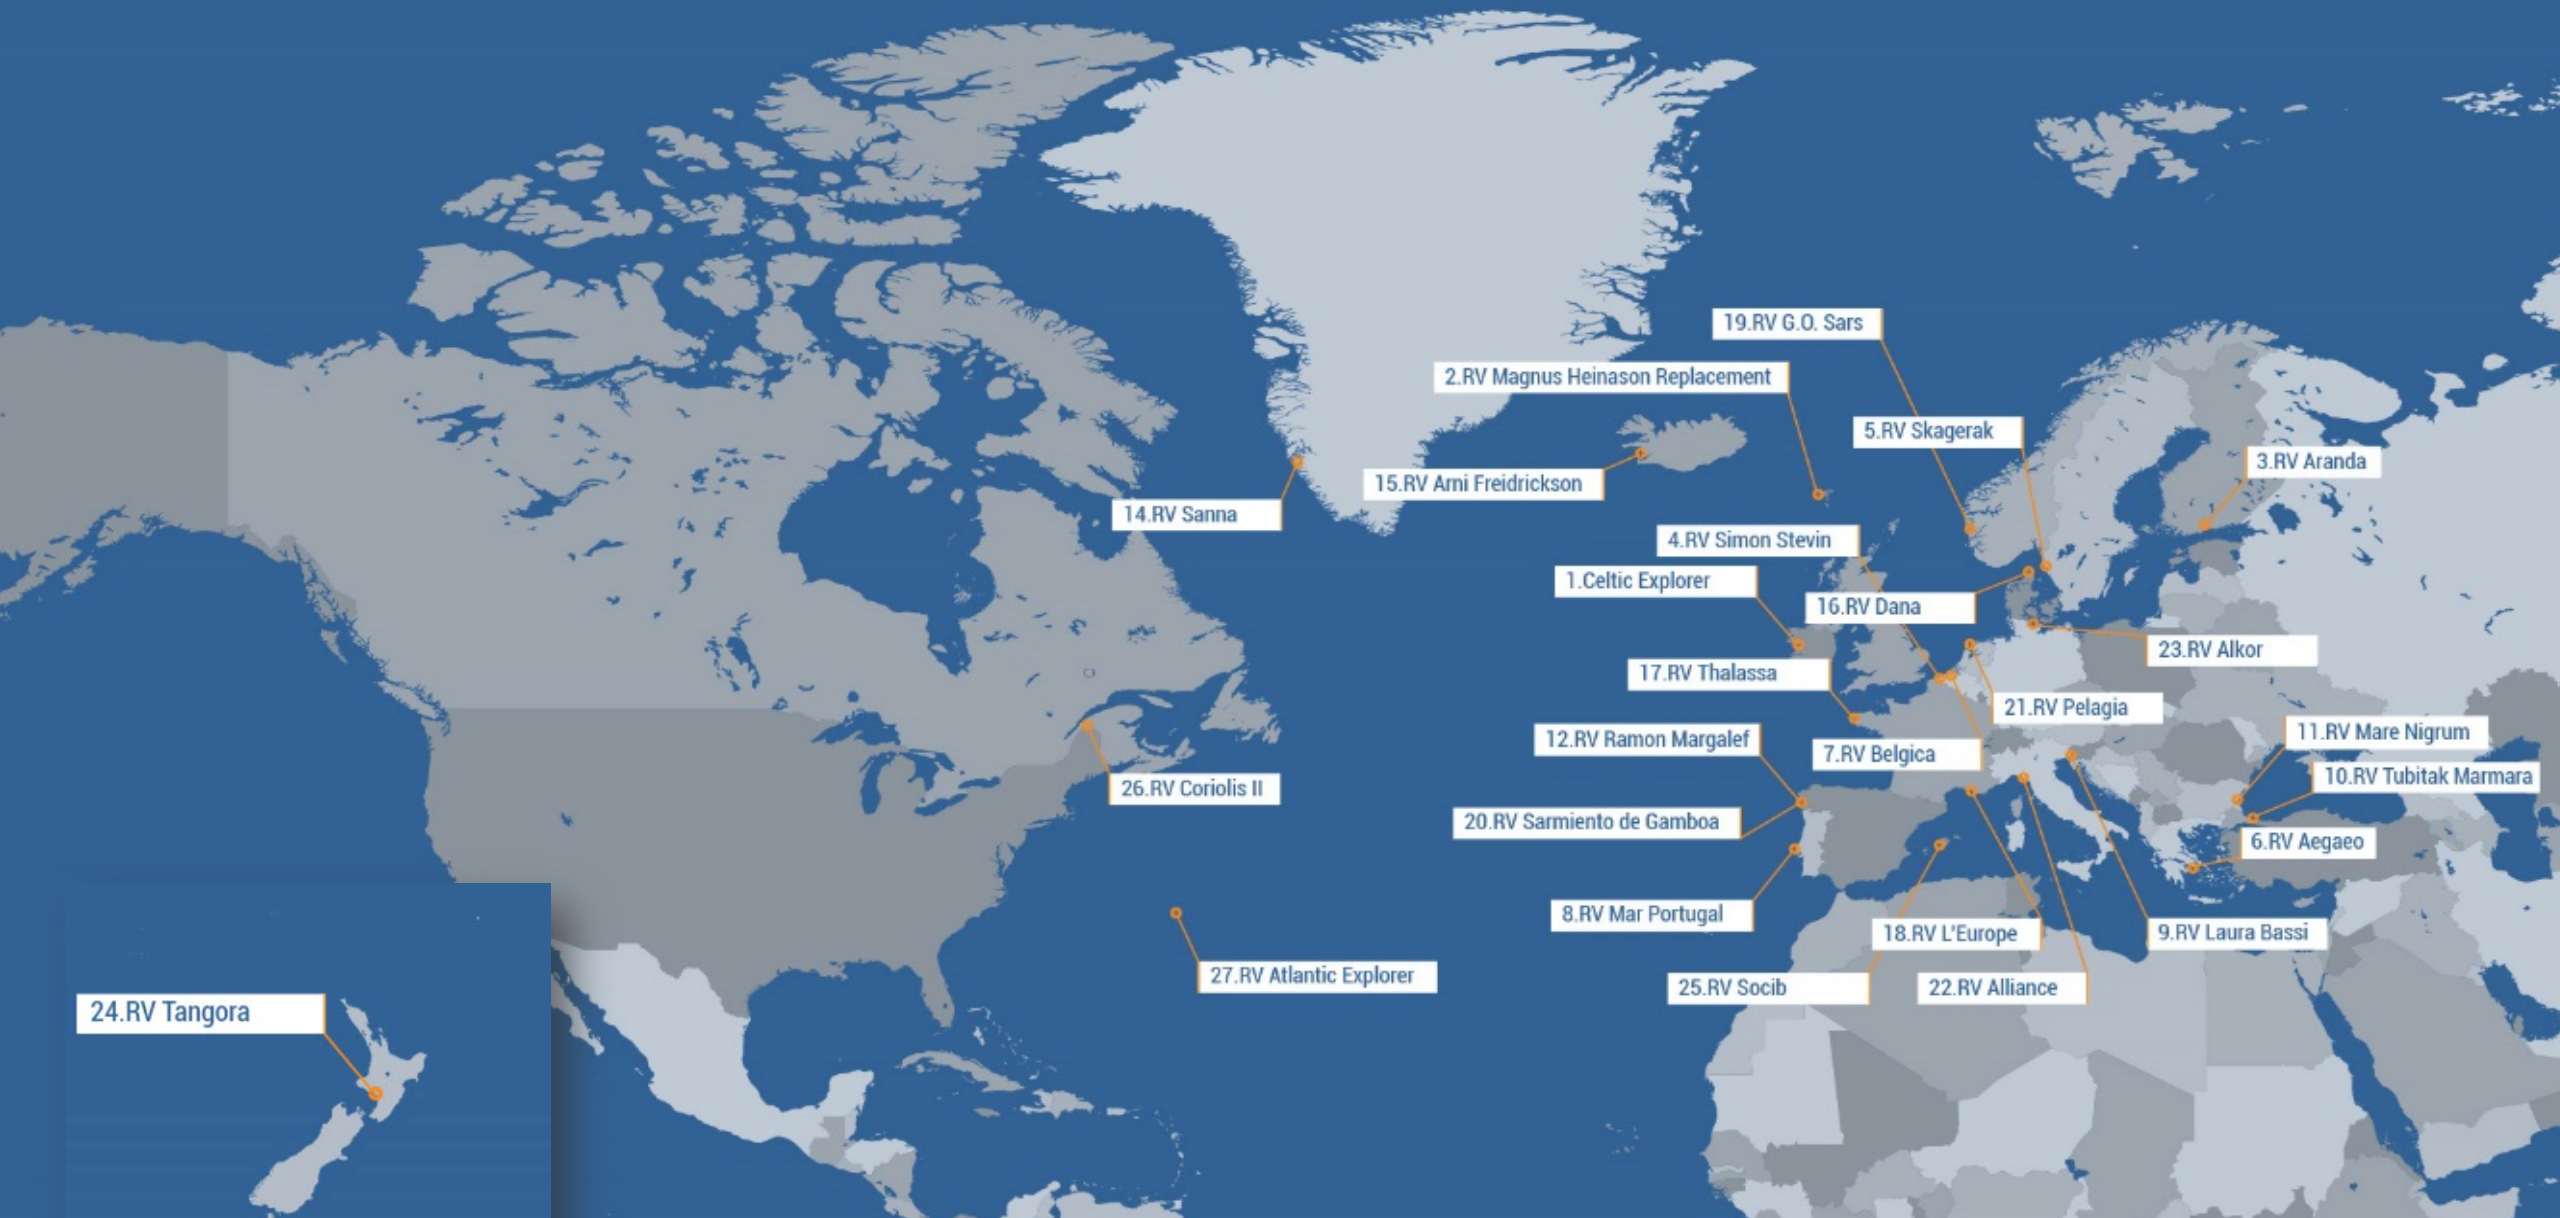 19.RV G.O. Sars
2.RV Magnus Heinason Replacement
5.RV Skagerak
3.RV Aranda
15.RV Arni Freidrickson
14.RV Sanna
4.RV Simon Stevin
1.Celtic Explorer
16.RV Dana
23.RV Alkor
17.RV Thalassa
21.RV Pelagia
11.RV Mare Nigrum
12.RV Ramon Margalef
7.RV Belgica
10.RV Tubitak Marmara
26.RV Coriolis II
20.RV Sarmiento de Gamboa
6.RV Aegaeo
8.RV Mar Portugal
18.RV L'Europe
9.RV Laura Bassi
27.RV Atlantic Explorer
25.RV Socib
22.RV Alliance
24.RV Tangora